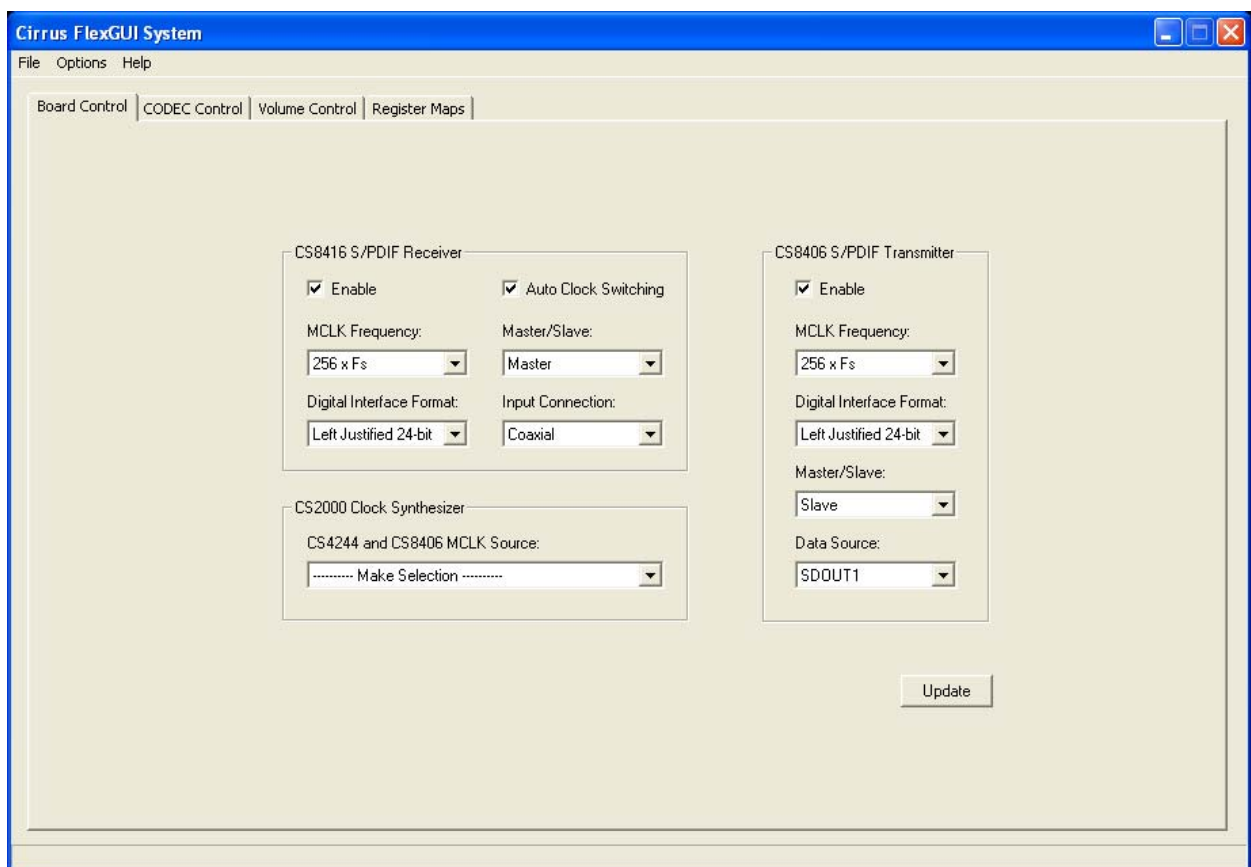 Cirrus FlexGUI System
File Options Help
Board Control CODEC Control Volume Control Register Maps
CS8416 S/PDIF Receiver
Enable Auto Clock Switching
MCLK Frequency: Master/Slave:
256 x Fs Master
Digital Interface Format: Input Connection:
Left Justified 24-bit Coaxial
CS2000 Clock Synthesizer
CS4244 and CS8406 MCLK Source:
---------- Make Selection ----------
CS8406 S/PDIF Transmitter
Enable
MCLK Frequency:
256 x Fs
Digital Interface Format:
Left Justified 24-bit
Master/Slave:
Slave
Data Source:
SDOUT1
Update